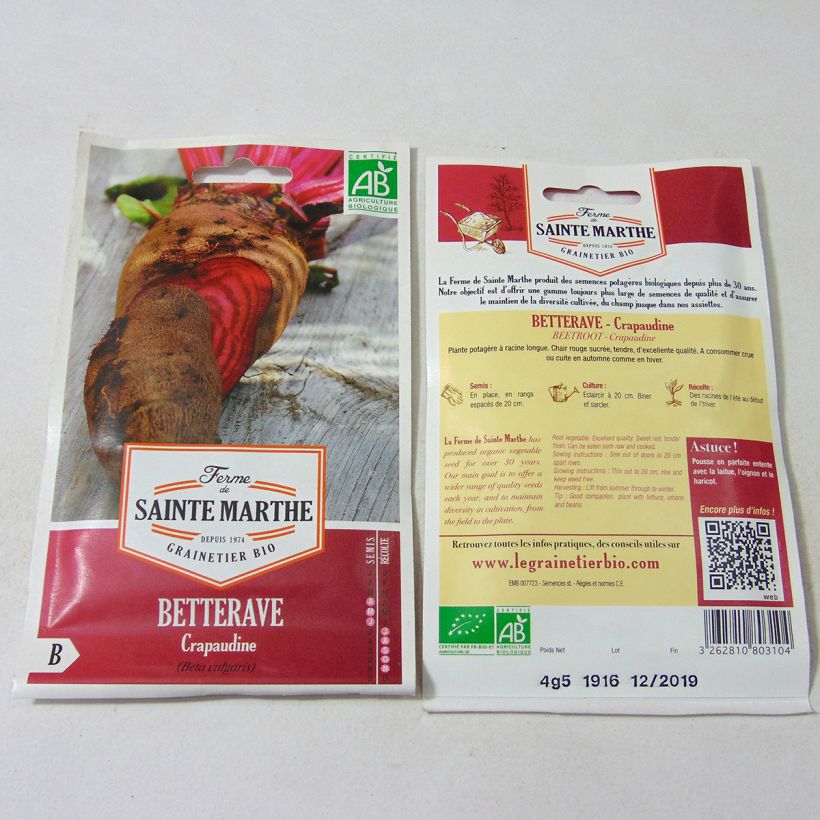 CERTIFIÉ
AB
AGRICULTURE
BIOLOGIQUE
Ferme
de
SAINTE MARTHE
DEPUIS 1974
GRAINETIER BIO
SEMIS
RÉCOLTE
BETTERAVE
Crapaudine
(Beta vulgaris)
B
Ferme
de
SAINTE MARTHE
GRAINETIER BIO
La Ferme de Sainte Marthe produit des semences potagères biologiques depuis plus de 30 ans.
Notre objectif est d'offrir une gamme toujours plus large de semences de qualité et d'assurer
le maintien de la diversité cultivée, du champ jusque dans nos assiettes.
BETTERAVE - Crapaudine
BEETROOT - Crapaudine
Plante potagère à racine longue. Chair rouge sucrée, tendre, d'excellente qualité. A consommer crue
ou cuite en automne comme en hiver.
Semis :
En place, en rangs
espacés de 20 cm.
Culture :
Eclaircir à 20 cm. Biner
et sarcler.
Récolte :
Des racines de l'été au début
de l'hiver.
La Ferme de Sainte Marthe has
produced organic vegetable
seed for over 30 years.
Our main goal is to offer a
wider range of quality seeds
each year, and to maintain
diversity in cultivation, from
the field to the plate.
Root vegetable. Excellent quality. Sweet red, tender
flesh. Can be eaten both raw and cooked.
Sowing instructions : Sow out of doors in 20 cm
apart rows.
Growing instructions : Thin out to 20 cm, Hoe and
keep weed free.
Harvesting : Lift from summer through to winter.
Tip : Good companion plant with lettuce, onions
and beans.
Astuce !
Pousse en parfaite entente
avec la laitue, l'oignon et le
haricot.
Encore plus d'infos !
web
Retrouvez toutes les infos pratiques, des conseils utiles sur
www.legrainetierbio.com
EMB 007723 - Semences st. - Règles et normes C.E.
CERTIFIÉ PAR FR-BIO-01
AGRICULTURE UE
CERTIFIÉ
AB
AGRICULTURE
BIOLOGIQUE
Poids Net
Lot
Fin
3 262810 803104
4g5 1916 12/2019